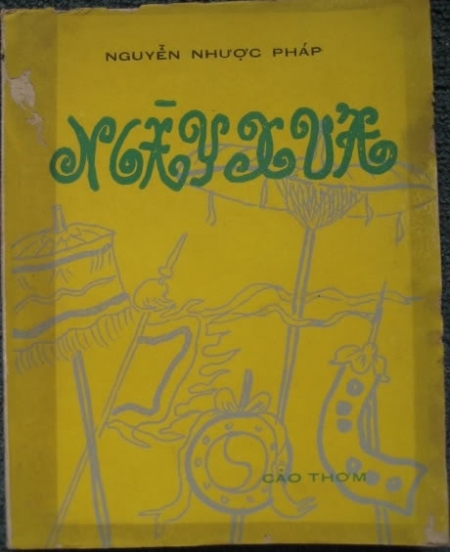 NGUYỄN NHƯỢC PHÁP
NGÀY XƯA
CẢO THƠM